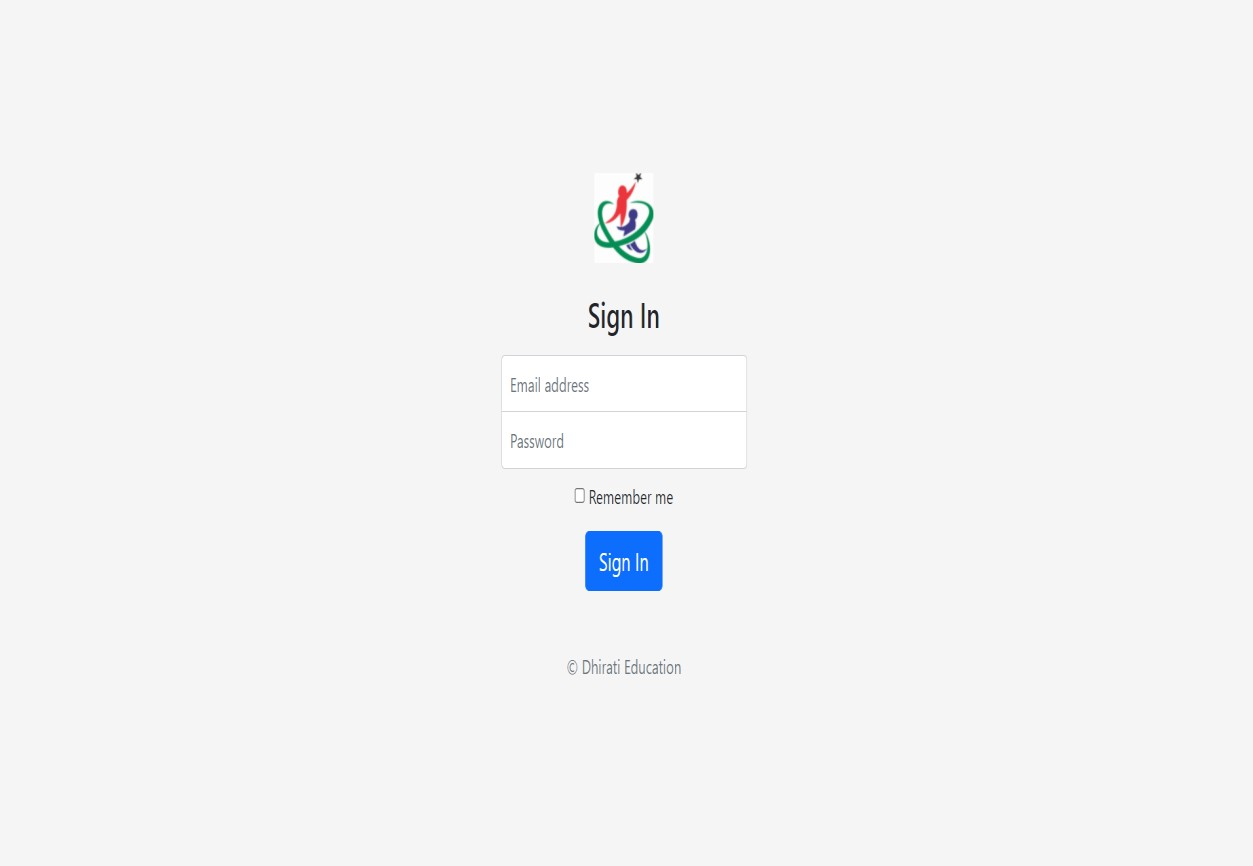 Sign In
Email address
Password
Remember me
Sign In
© Dhirati Education